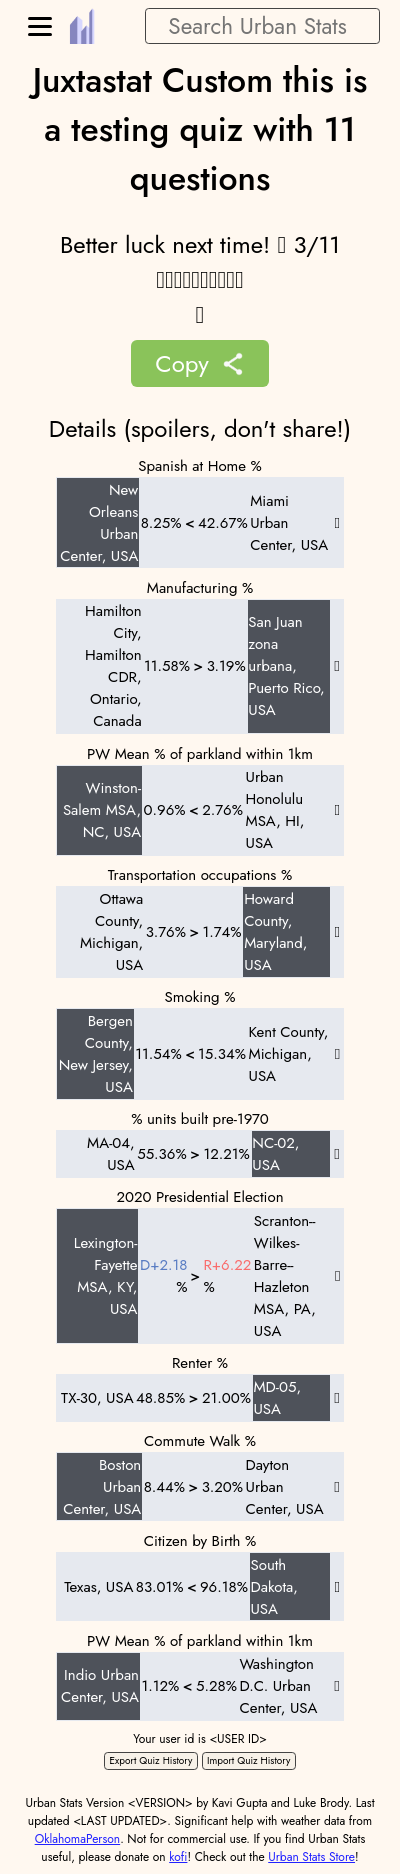 Search Urban Stats
Juxtastat Custom this is
a testing quiz with 11
questions
Better luck next time! 3/11
Copy
Details (spoilers, don't share!)
Spanish at Home %
New Orleans Urban Center, USA 8.25% < 42.67% Miami Urban Center, USA
Manufacturing %
Hamilton City, Hamilton CDR, Ontario, Canada 11.58% > 3.19% San Juan zona urbana, Puerto Rico, USA
PW Mean % of parkland within 1km
Winston-Salem MSA, NC, USA 0.96% < 2.76% Urban Honolulu MSA, HI, USA
Transportation occupations %
Ottawa County, Michigan, USA 3.76% > 1.74% Howard County, Maryland, USA
Smoking %
Bergen County, New Jersey, USA 11.54% < 15.34% Kent County, Michigan, USA
% units built pre-1970
MA-04, USA 55.36% > 12.21% NC-02, USA
2020 Presidential Election
Lexington-Fayette MSA, KY, USA D+2.18 % > R+6.22 % Scranton--Wilkes-Barre--Hazleton MSA, PA, USA
Renter %
TX-30, USA 48.85% > 21.00% MD-05, USA
Commute Walk %
Boston Urban Center, USA 8.44% > 3.20% Dayton Urban Center, USA
Citizen by Birth %
Texas, USA 83.01% < 96.18% South Dakota, USA
PW Mean % of parkland within 1km
Indio Urban Center, USA 1.12% < 5.28% Washington D.C. Urban Center, USA
Your user id is <USER ID>
Export Quiz History Import Quiz History
Urban Stats Version <VERSION> by Kavi Gupta and Luke Brody. Last
updated <LAST UPDATED>. Significant help with weather data from
OklahomaPerson. Not for commercial use. If you find Urban Stats
useful, please donate on kofi! Check out the Urban Stats Store!